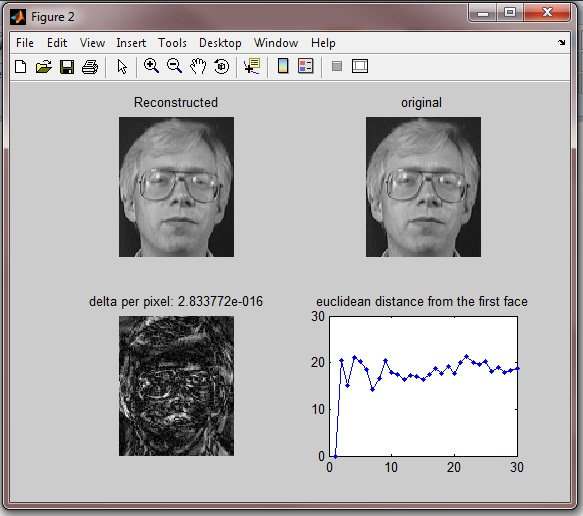 Figure 2
File Edit View Insert Tools Desktop Window Help
Reconstructed
original
delta per pixel: 2.833772e-016
euclidean distance from the first face
30
20
10
0
0 10 20 30